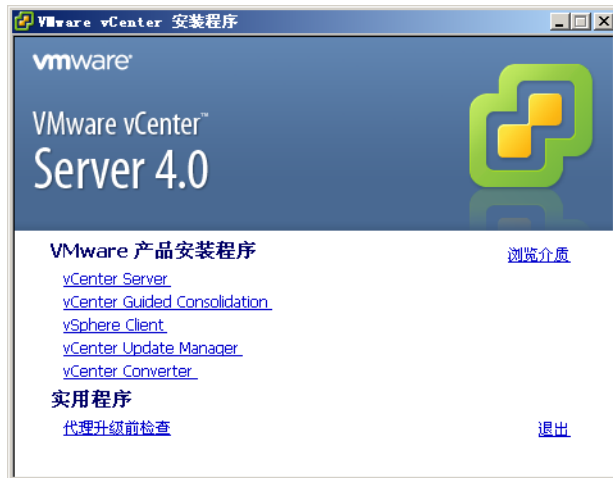 VMware vCenter 安装程序
vmware
VMware vCenter™
Server 4.0
VMware 产品安装程序
浏览介质
vCenter Server
vCenter Guided Consolidation
vSphere Client
vCenter Update Manager
vCenter Converter
实用程序
代理升级前检查
退出